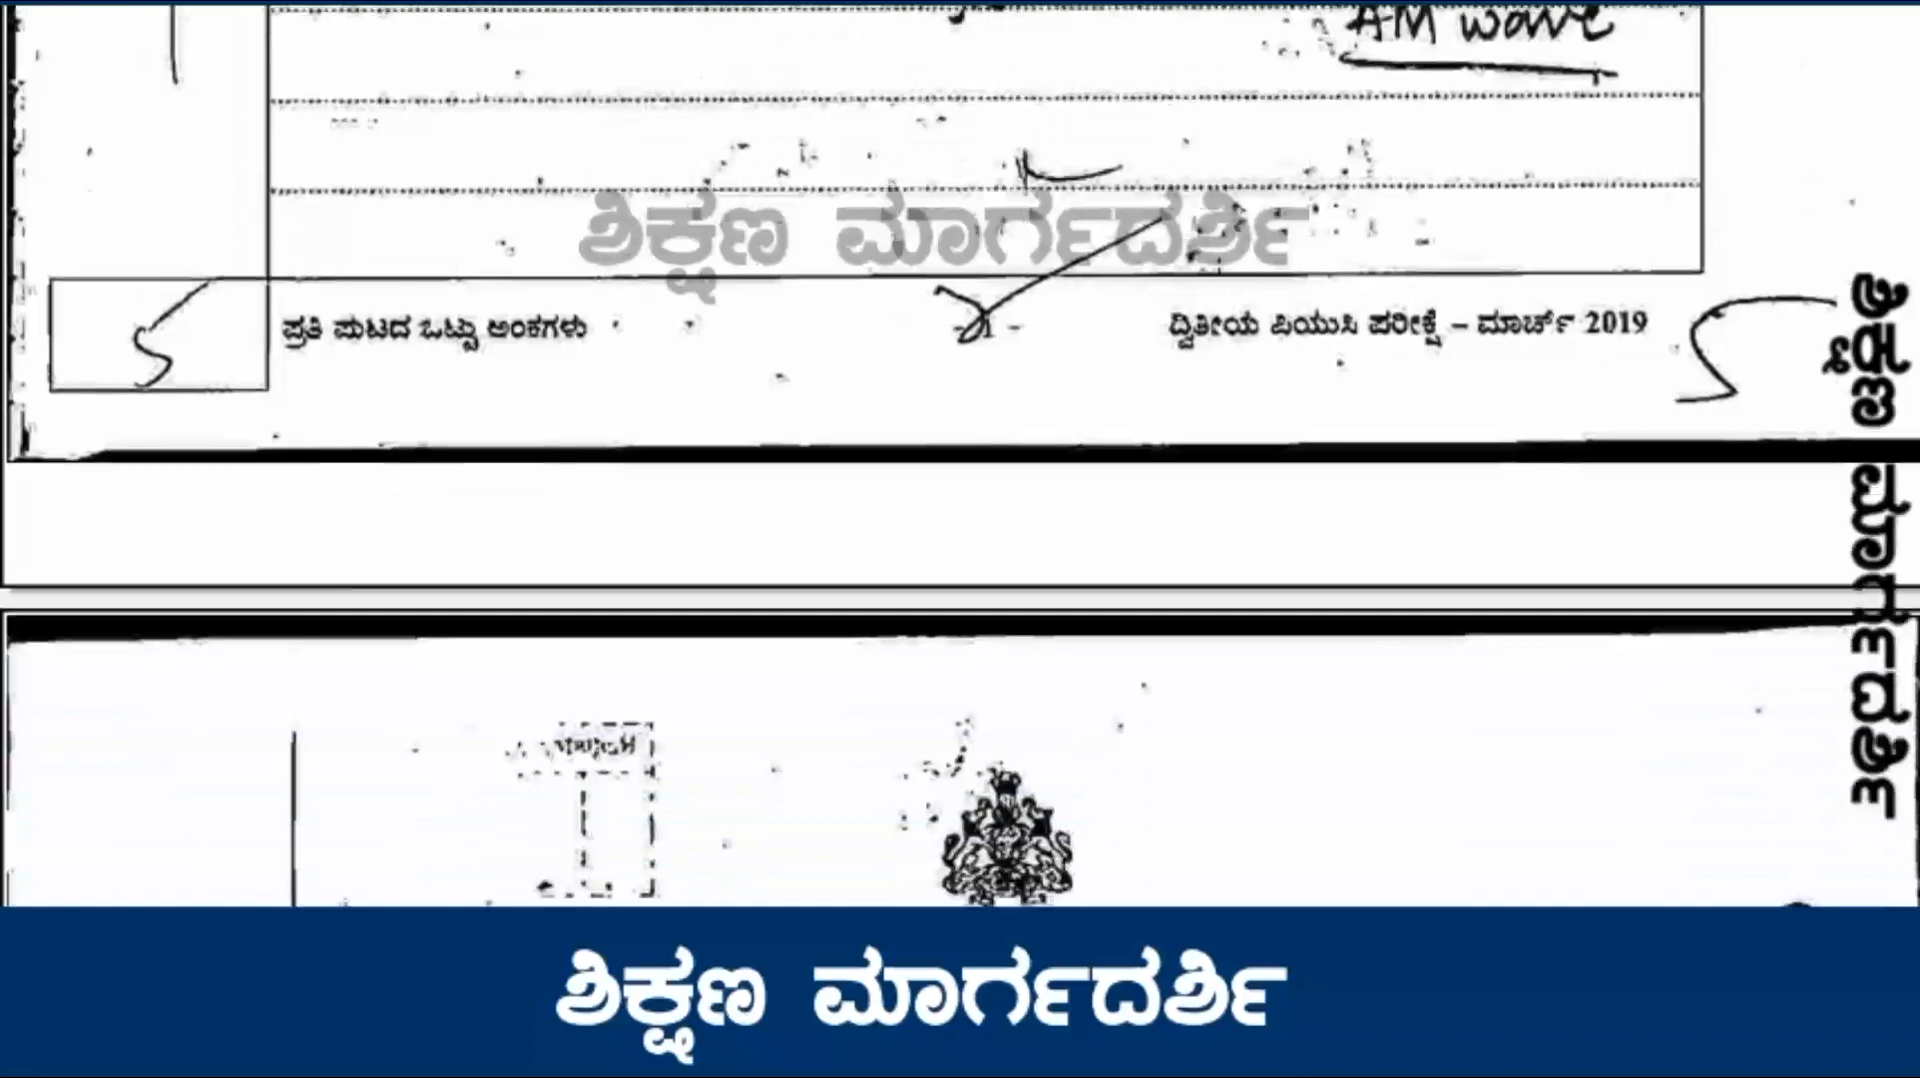 AM wave
ಶಿಕ್ಷಣ ಮಾರ್ಗದರ್ಶಿ
5
ಪ್ರತಿ ಪುಟದ ಒಟ್ಟು ಅಂಕಗಳು
ದ್ವಿತೀಯ ಪಿಯುಸಿ ಪರೀಕ್ಷೆ – ಮಾರ್ಚ್ 2019
5
ಶಿಕ್ಷಣ ಮಾರ್ಗದರ್ಶಿ
ಶಿಕ್ಷಣ ಮಾರ್ಗದರ್ಶಿ